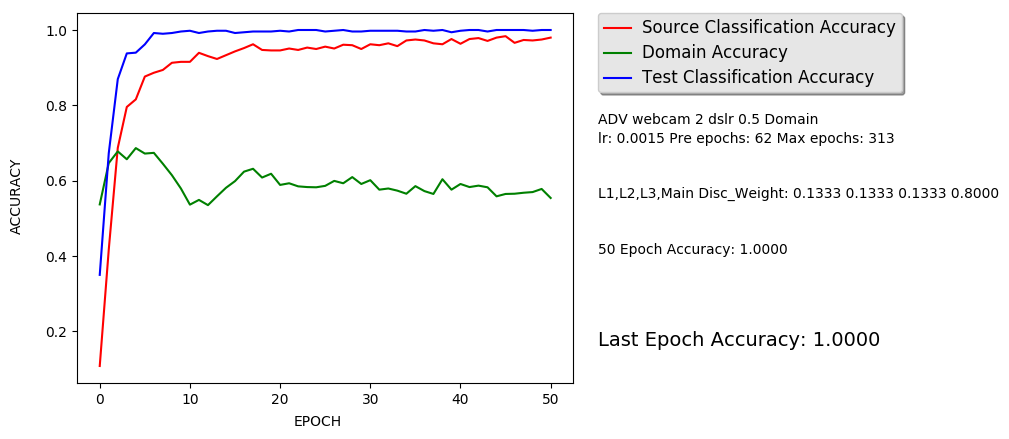 1.0
0.8
0.6
0.4
0.2
ACCURACY
0 10 20 30 40 50
EPOCH
Source Classification Accuracy
Domain Accuracy
Test Classification Accuracy
ADV webcam 2 dslr 0.5 Domain
lr: 0.0015 Pre epochs: 62 Max epochs: 313
L1,L2,L3,Main Disc_Weight: 0.1333 0.1333 0.1333 0.8000
50 Epoch Accuracy: 1.0000
Last Epoch Accuracy: 1.0000